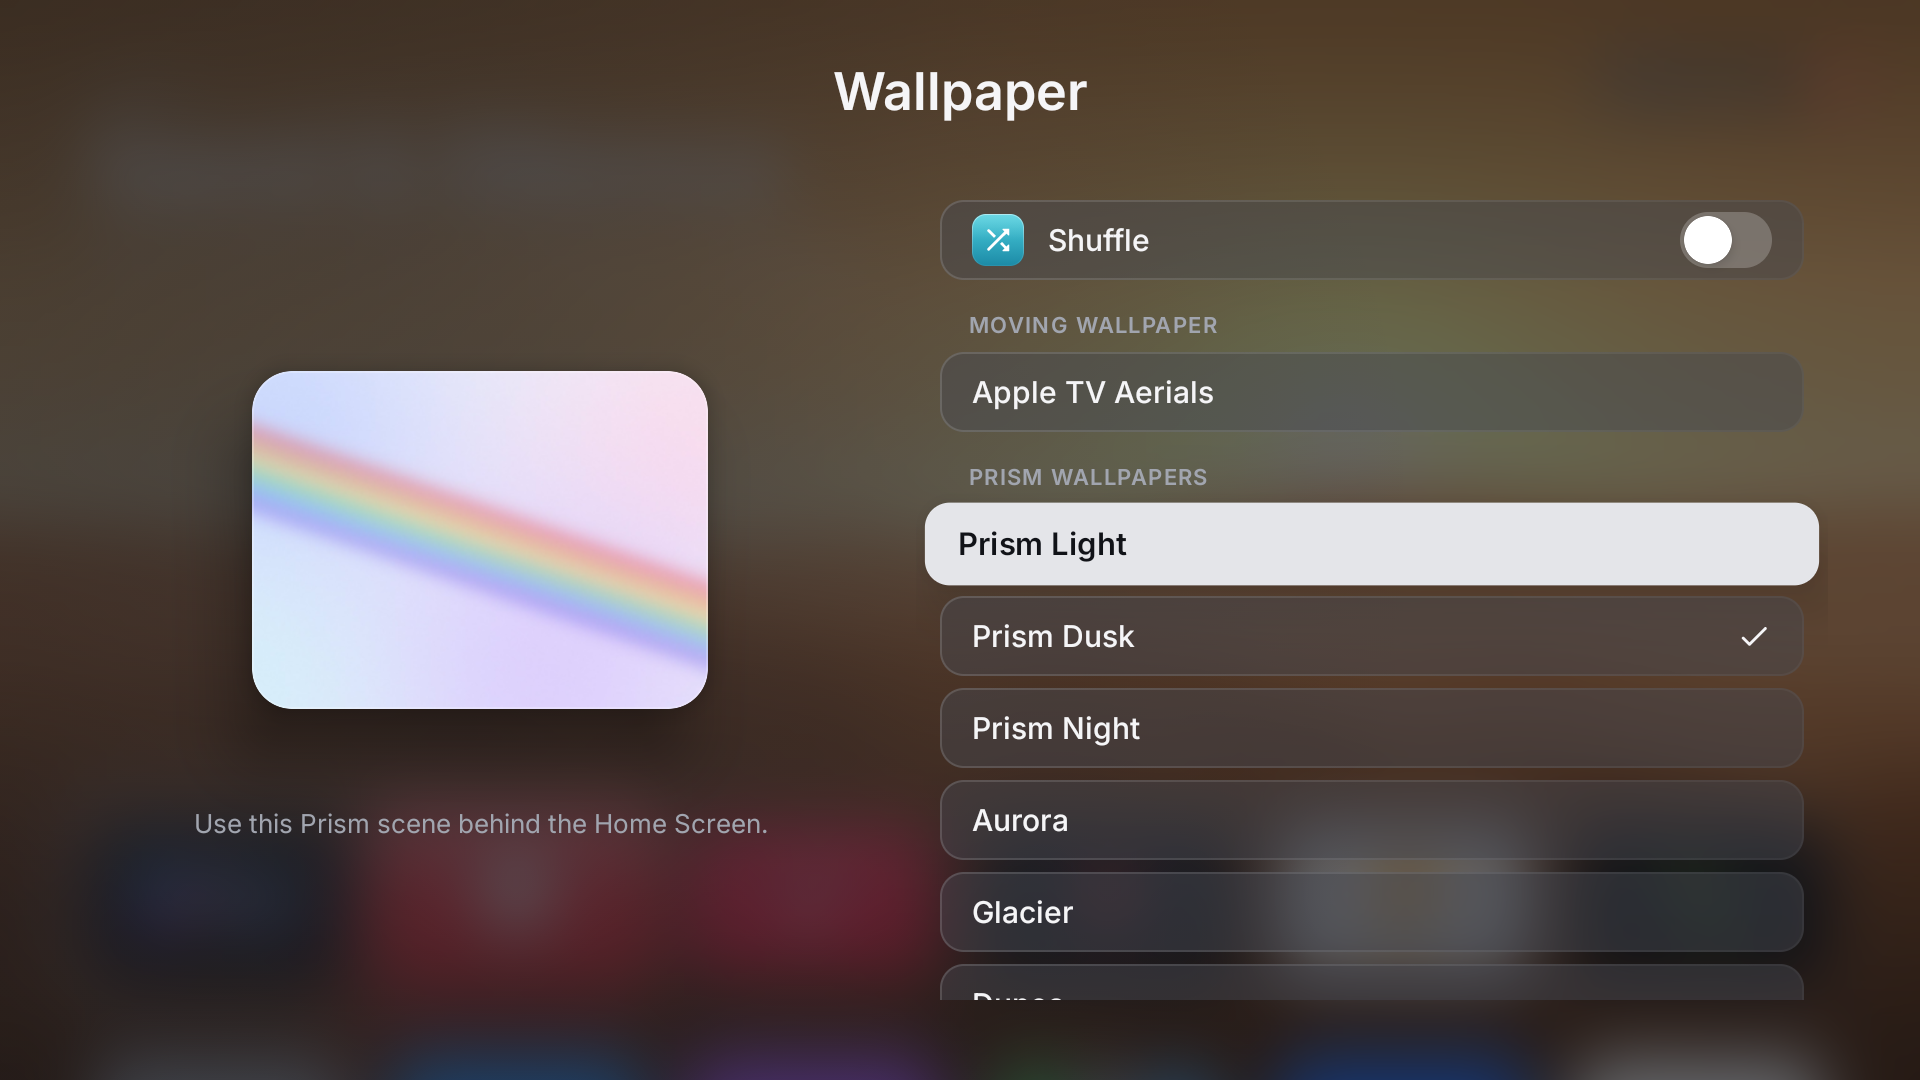 Wallpaper
Shuffle
MOVING WALLPAPER
Apple TV Aerials
PRISM WALLPAPERS
Prism Light
Prism Dusk
Prism Night
Aurora
Glacier
Use this Prism scene behind the Home Screen.